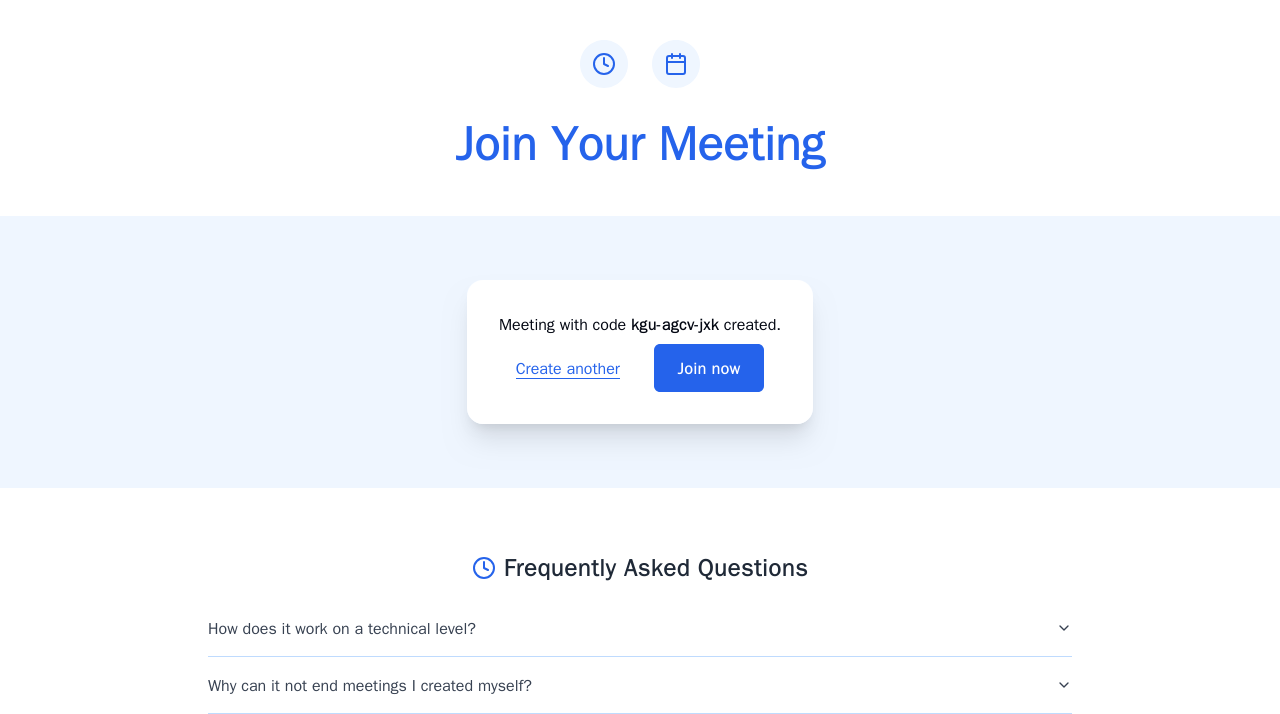 Join Your Meeting
Meeting with code kgu-agcv-jxk created.
Create another
Join now
Frequently Asked Questions
How does it work on a technical level?
Why can it not end meetings I created myself?